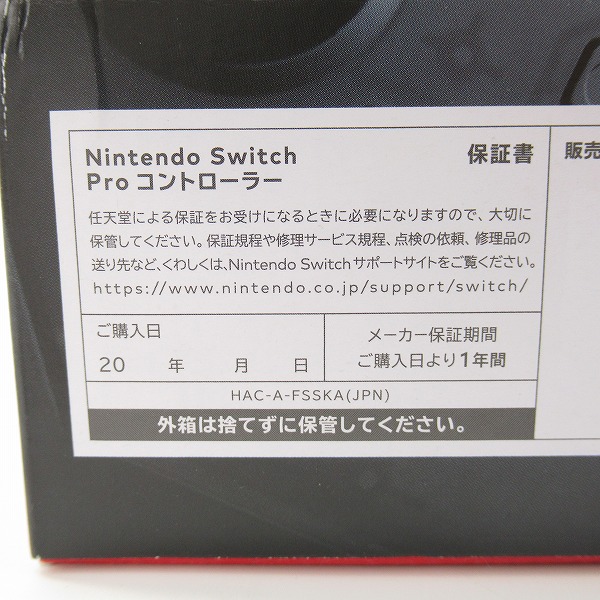 Nintendo Switch 保証書
Pro コントローラー
任天堂による保証をお受けになるときに必要になりますので、大切に
保管してください。保証規程や修理サービス規程、点検の依頼、修理品の
送り先など、くわしくは、Nintendo Switchサポートサイトをご覧ください。
https://www.nintendo.co.jp/support/switch/
ご購入日
20 年 月 日
メーカー保証期間
ご購入日より1年間
HAC-A-FSSKA(JPN)
外箱は捨てずに保管してください。
販売